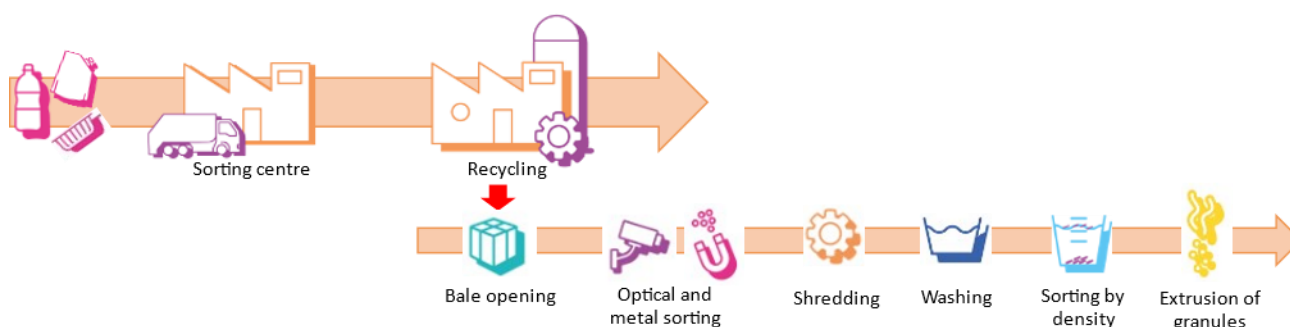 Sorting centre
Recycling
Bale opening
Optical and
metal sorting
Shredding
Washing
Sorting by
density
Extrusion of
granules